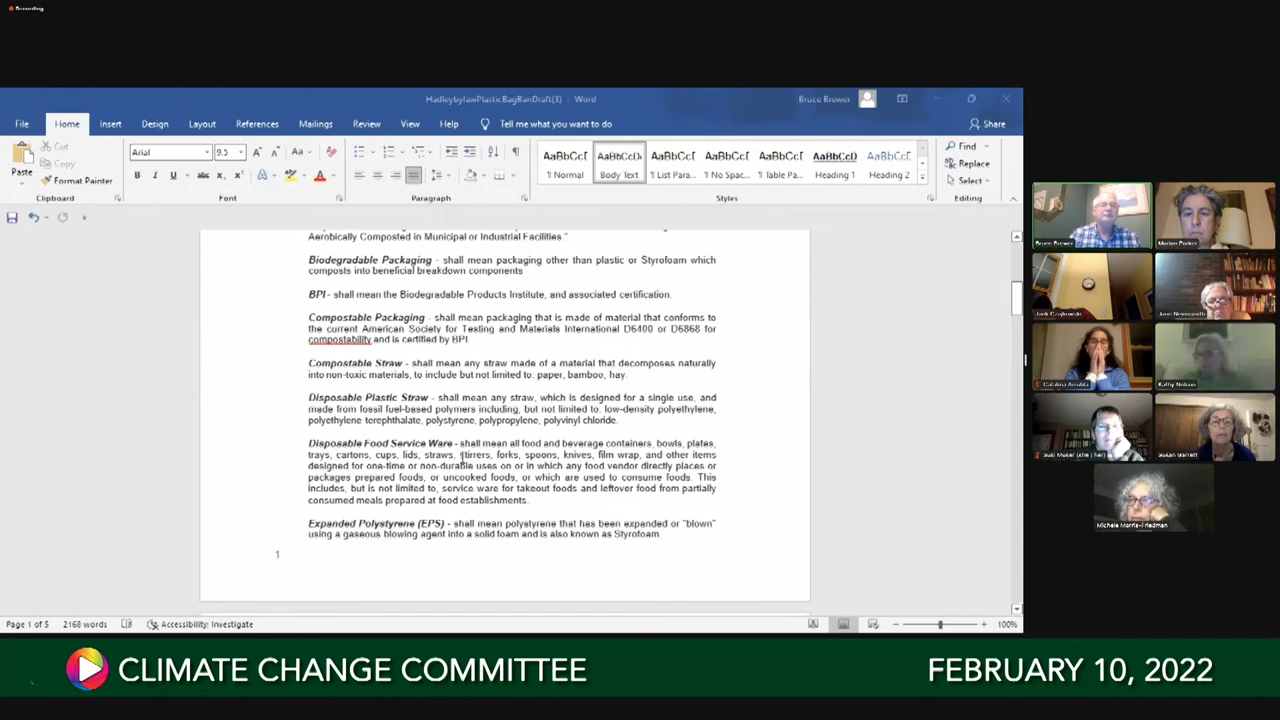 Recording
HadleybylawPlasticBagBanDraft(3) - Word
Bruce Brewer
File Home Insert Design Layout References Mailings Review View Help Tell me what you want to do Share
Paste
Cut
Copy
Format Painter
Clipboard
Arial 9.5
Font
Paragraph
AaBbCcI AaBbCcDc AaBbCcI AaBbCcI AaBbCcI AaBbCcD AaBbCcI
¶ Normal Body Text ¶ List Para... ¶ No Spac... ¶ Table Pa... Heading 1 Heading 2
Styles
Find
Replace
Select
Editing
Aerobically Composted in Municipal or Industrial Facilities "
Biodegradable Packaging - shall mean packaging other than plastic or Styrofoam which
composts into beneficial breakdown components
BPI - shall mean the Biodegradable Products Institute, and associated certification.
Compostable Packaging - shall mean packaging that is made of material that conforms to
the current American Society for Testing and Materials International D6400 or D6868 for
compostability and is certified by BPI
Compostable Straw - shall mean any straw made of a material that decomposes naturally
into non-toxic materials, to include but not limited to: paper, bamboo, hay.
Disposable Plastic Straw - shall mean any straw, which is designed for a single use, and
made from fossil fuel-based polymers including, but not limited to: low-density polyethylene,
polyethylene terephthalate, polystyrene, polypropylene, polyvinyl chloride.
Disposable Food Service Ware - shall mean all food and beverage containers, bowls, plates,
trays, cartons, cups, lids, straws, stirrers, forks, spoons, knives, film wrap, and other items
designed for one-time or non-durable uses on or in which any food vendor directly places or
packages prepared foods, or uncooked foods, or which are used to consume foods. This
includes, but is not limited to, service ware for takeout foods and leftover food from partially
consumed meals prepared at food establishments.
Expanded Polystyrene (EPS) - shall mean polystyrene that has been expanded or "blown"
using a gaseous blowing agent into a solid foam and is also known as Styrofoam
1
Page 1 of 5 2168 words Accessibility: Investigate 100%
Bruce Brewer
Kathy Nelson
Susan Garrett
Michele Morris-Friedman
CLIMATE CHANGE COMMITTEE FEBRUARY 10, 2022